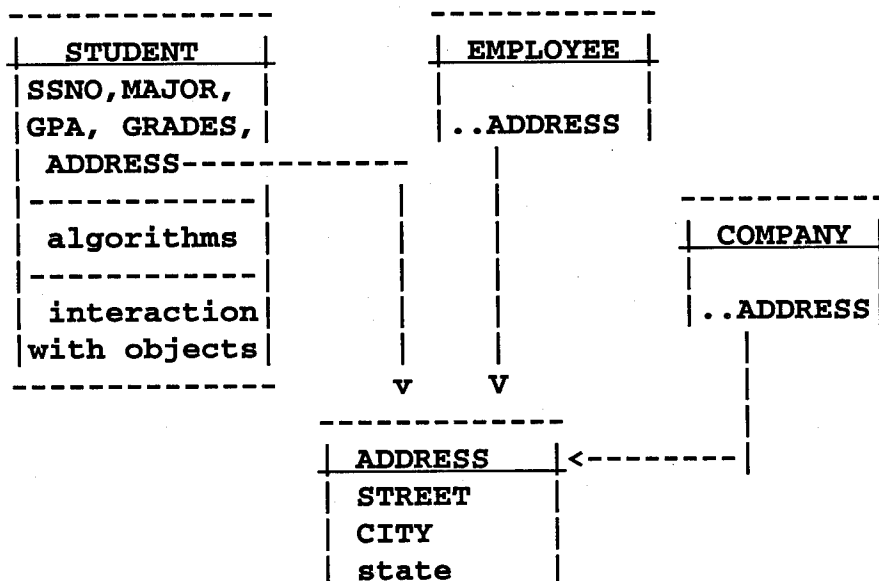 STUDENT
SSNO,MAJOR,
GPA, GRADES,
ADDRESS
algorithms
interaction
with objects
EMPLOYEE
..ADDRESS
COMPANY
..ADDRESS
v
V
ADDRESS
STREET
CITY
state